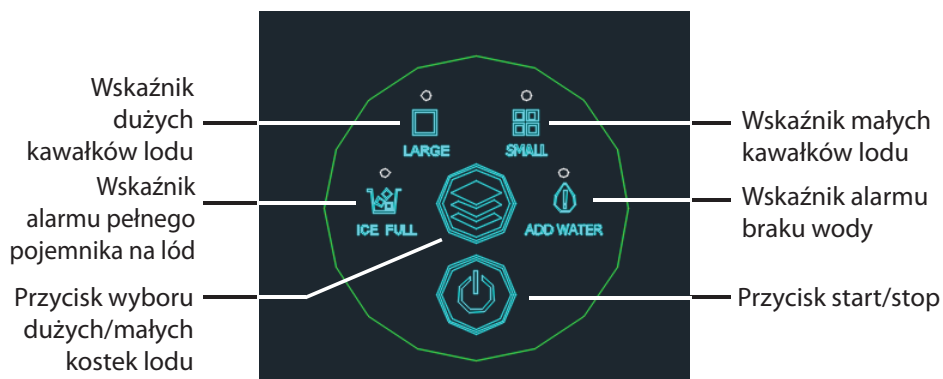 Wskaźnik
dużych
kawałków lodu
Wskaźnik
alarmu pełnego
pojemnika na lód
Przycisk wyboru
dużych/małych
kostek lodu
LARGE
SMALL
ICE FULL
ADD WATER
Wskaźnik małych
kawałków lodu
Wskaźnik alarmu
braku wody
Przycisk start/stop